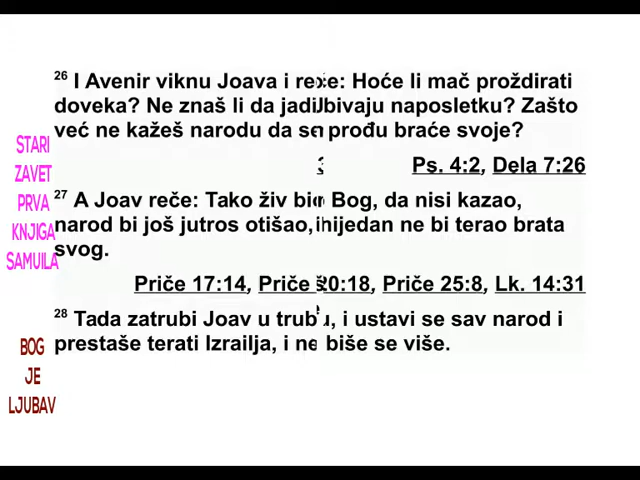 26 I Avenir viknu Joava i reče: Hoće li mač proždirati
doveka? Ne znaš li da jadi bivaju naposletku? Zašto
već ne kažeš narodu da se prođu braće svoje?
Ps. 4:2, Dela 7:26
27 A Joav reče: Tako živ bio Bog, da nisi kazao,
narod bi još jutros otišao, nijedan ne bi terao brata
svog.
Priče 17:14, Priče 20:18, Priče 25:8, Lk. 14:31
28 Tada zatrubi Joav u trubu, i ustavi se sav narod i
prestaše terati Izrailja, i ne biše se više.
STARI
ZAVET
PRVA
KNJIGA
SAMUILA
BOG
JE
LJUBAV